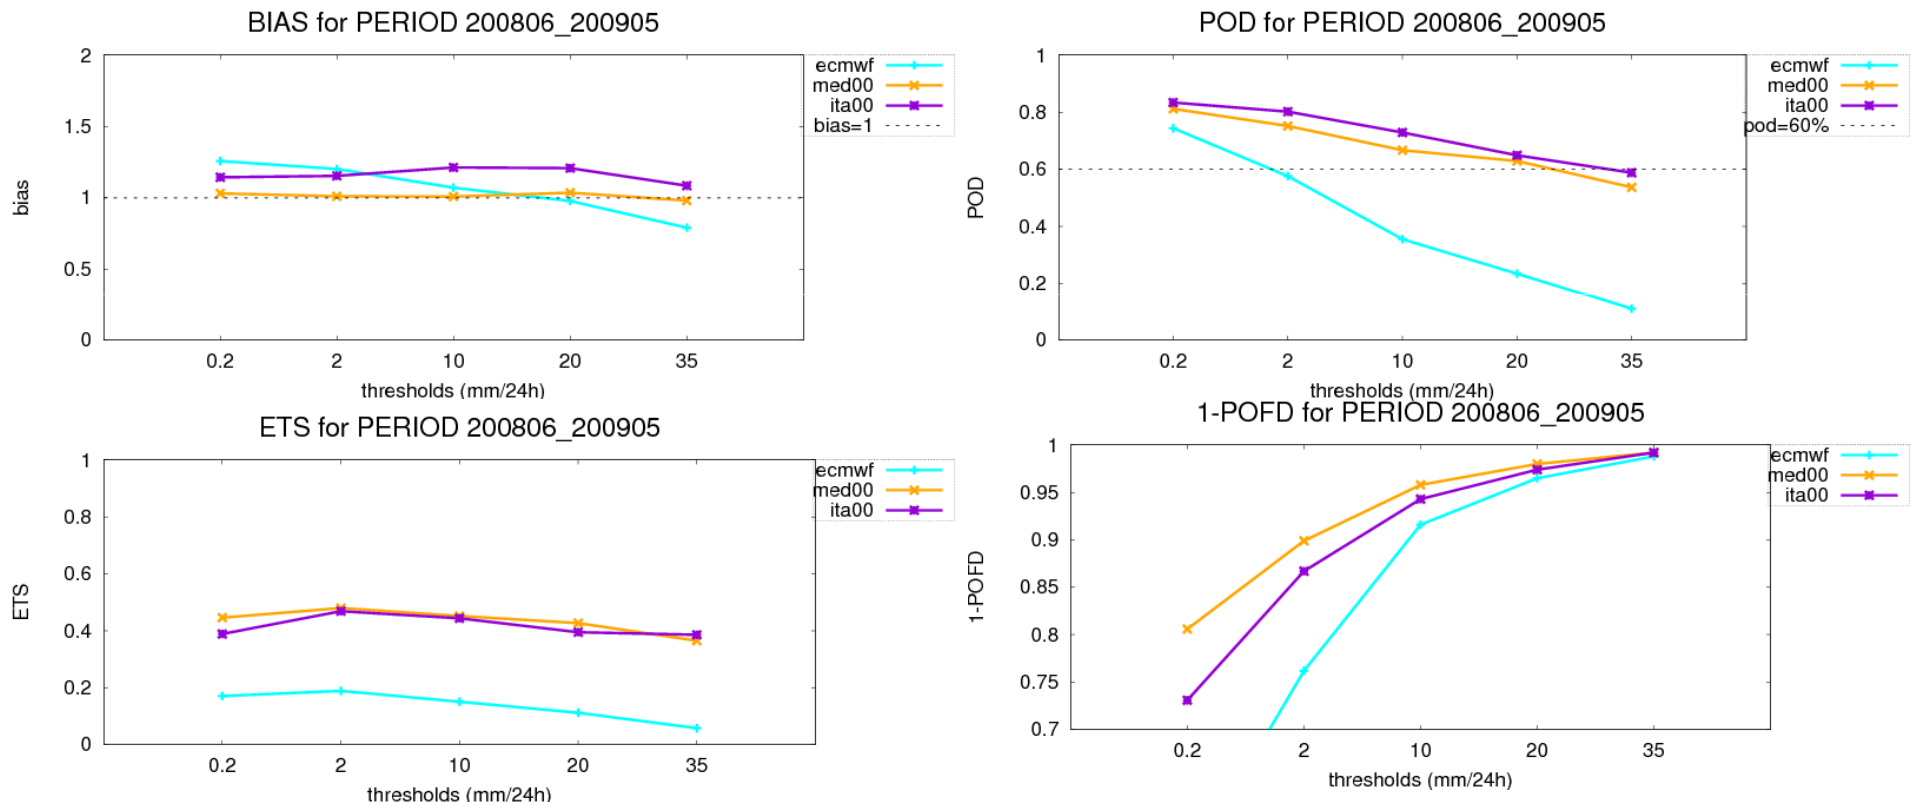 BIAS for PERIOD 200806_200905
2
1.5
1
0.5
0
bias
0.2 2 10 20 35
thresholds (mm/24h)
ecmwf
med00
ita00
bias=1
POD for PERIOD 200806_200905
1
0.8
0.6
0.4
0.2
0
POD
0.2 2 10 20 35
thresholds (mm/24h)
ecmwf
med00
ita00
pod=60%
ETS for PERIOD 200806_200905
1
0.8
0.6
0.4
0.2
0
ETS
0.2 2 10 20 35
thresholds (mm/24h)
ecmwf
med00
ita00
1-POFD for PERIOD 200806_200905
1
0.95
0.9
0.85
0.8
0.75
0.7
1-POFD
0.2 2 10 20 35
thresholds (mm/24h)
ecmwf
med00
ita00